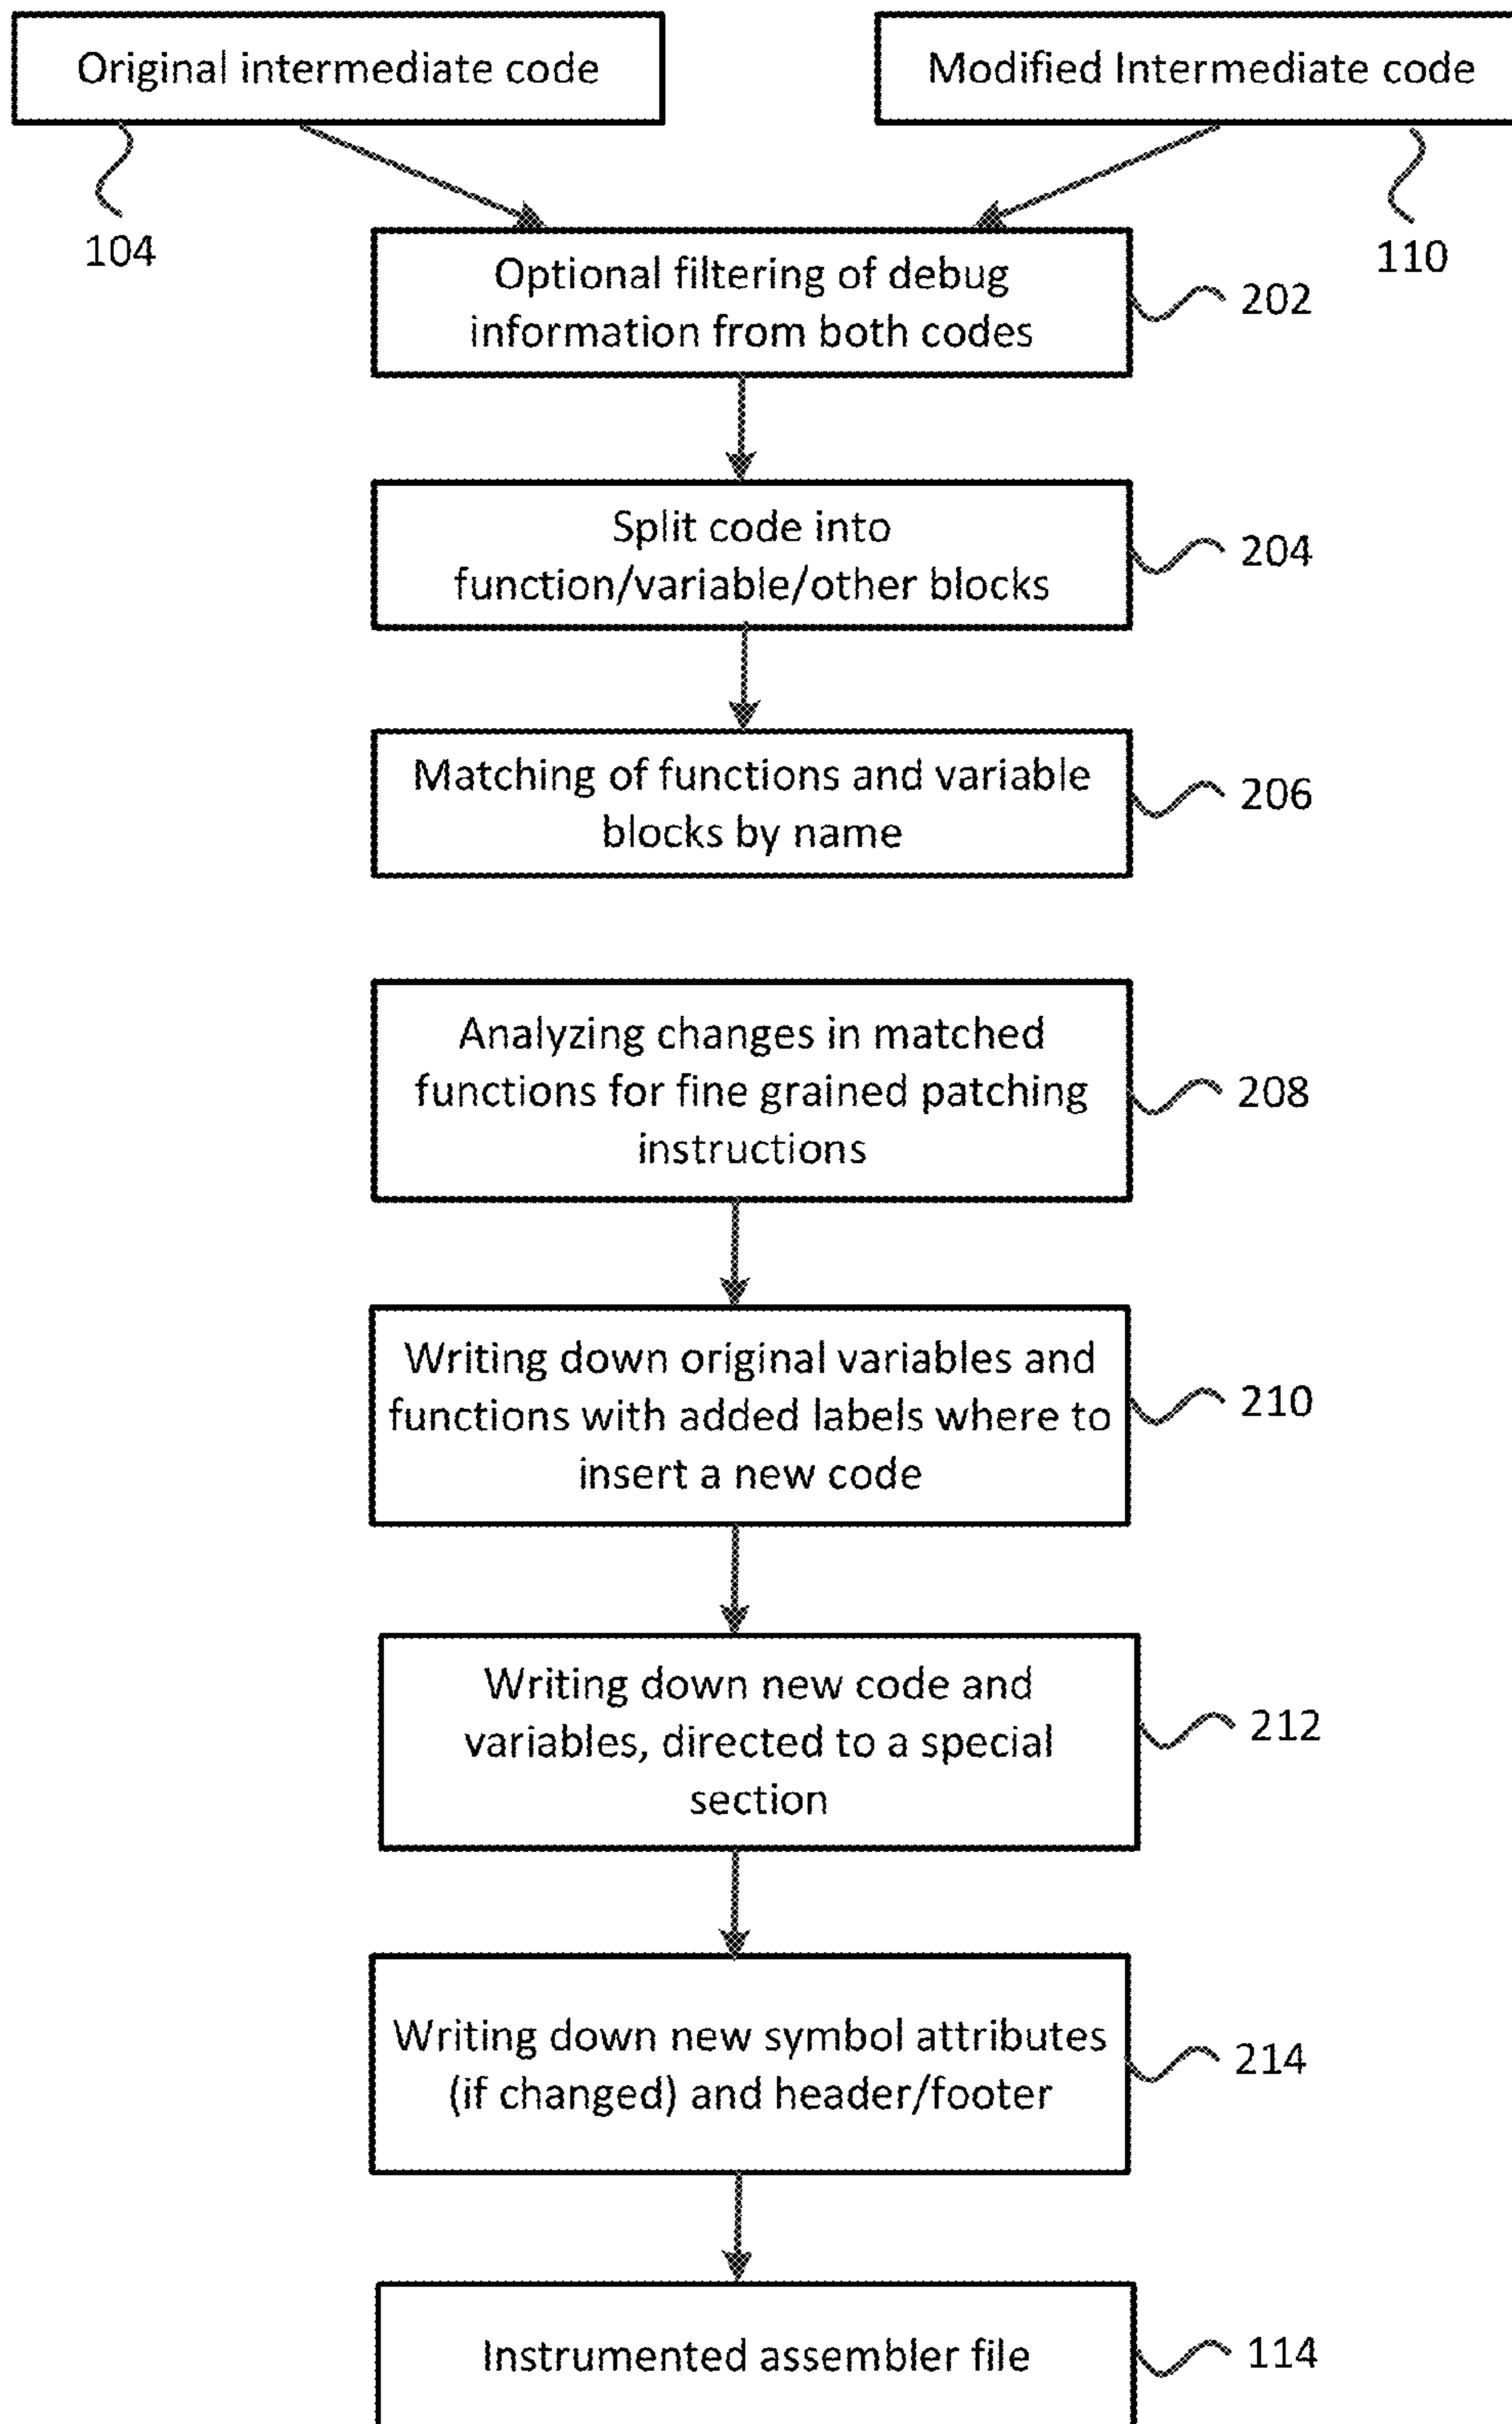 Original intermediate code
Modified Intermediate code
104
110
Optional filtering of debug
information from both codes
202
Split code into
function/variable/other blocks
204
Matching of functions and variable
blocks by name
206
Analyzing changes in matched
functions for fine grained patching
instructions
208
Writing down original variables and
functions with added labels where to
insert a new code
210
Writing down new code and
variables, directed to a special
section
212
Writing down new symbol attributes
(if changed) and header/footer
214
Instrumented assembler file
114